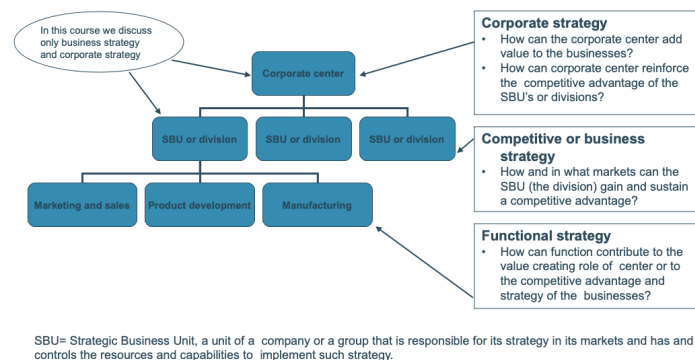 In this course we discuss
only business strategy
and corporate strategy
Corporate center
SBU or division
SBU or division
SBU or division
Marketing and sales
Product development
Manufacturing
Corporate strategy
• How can the corporate center add
value to the businesses?
• How can corporate center reinforce
the competitive advantage of the
SBU's or divisions?
Competitive or business
strategy
• How and in what markets can the
SBU (the division) gain and sustain
a competitive advantage?
Functional strategy
• How can function contribute to the
value creating role of center or to
the competitive advantage and
strategy of the businesses?
SBU= Strategic Business Unit, a unit of a company or a group that is responsible for its strategy in its markets and has and
controls the resources and capabilities to implement such strategy.